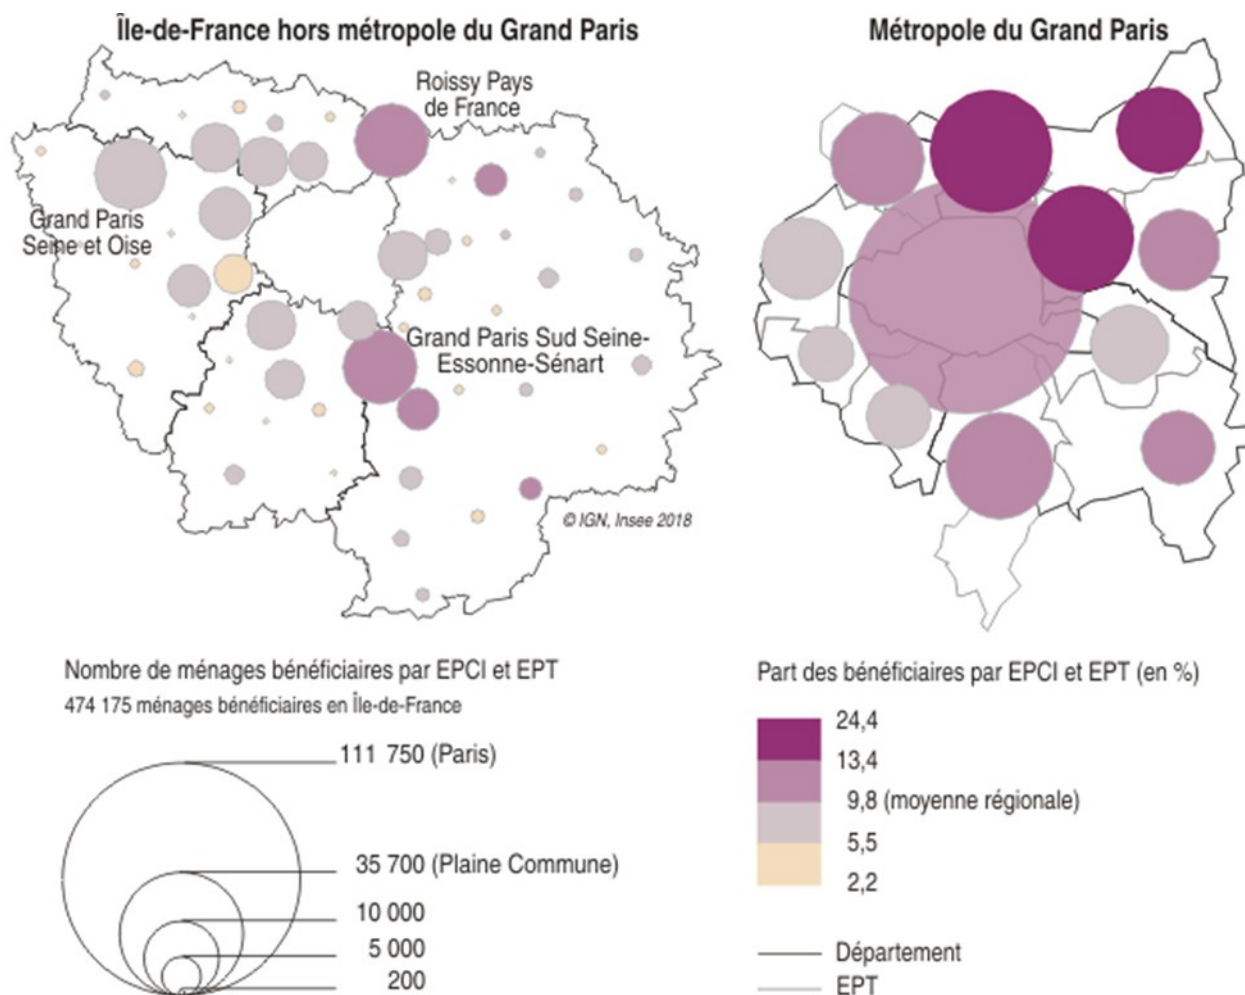 Île-de-France hors métropole du Grand Paris
Métropole du Grand Paris
Roissy Pays
de France
Grand Paris
Seine et Oise
Grand Paris Sud Seine-
Essonne-Sénart
© IGN, Insee 2018
Nombre de ménages bénéficiaires par EPCI et EPT
474 175 ménages bénéficiaires en Île-de-France
111 750 (Paris)
35 700 (Plaine Commune)
10 000
5 000
200
Part des bénéficiaires par EPCI et EPT (en %)
24,4
13,4
9,8 (moyenne régionale)
5,5
2,2
Département
EPT